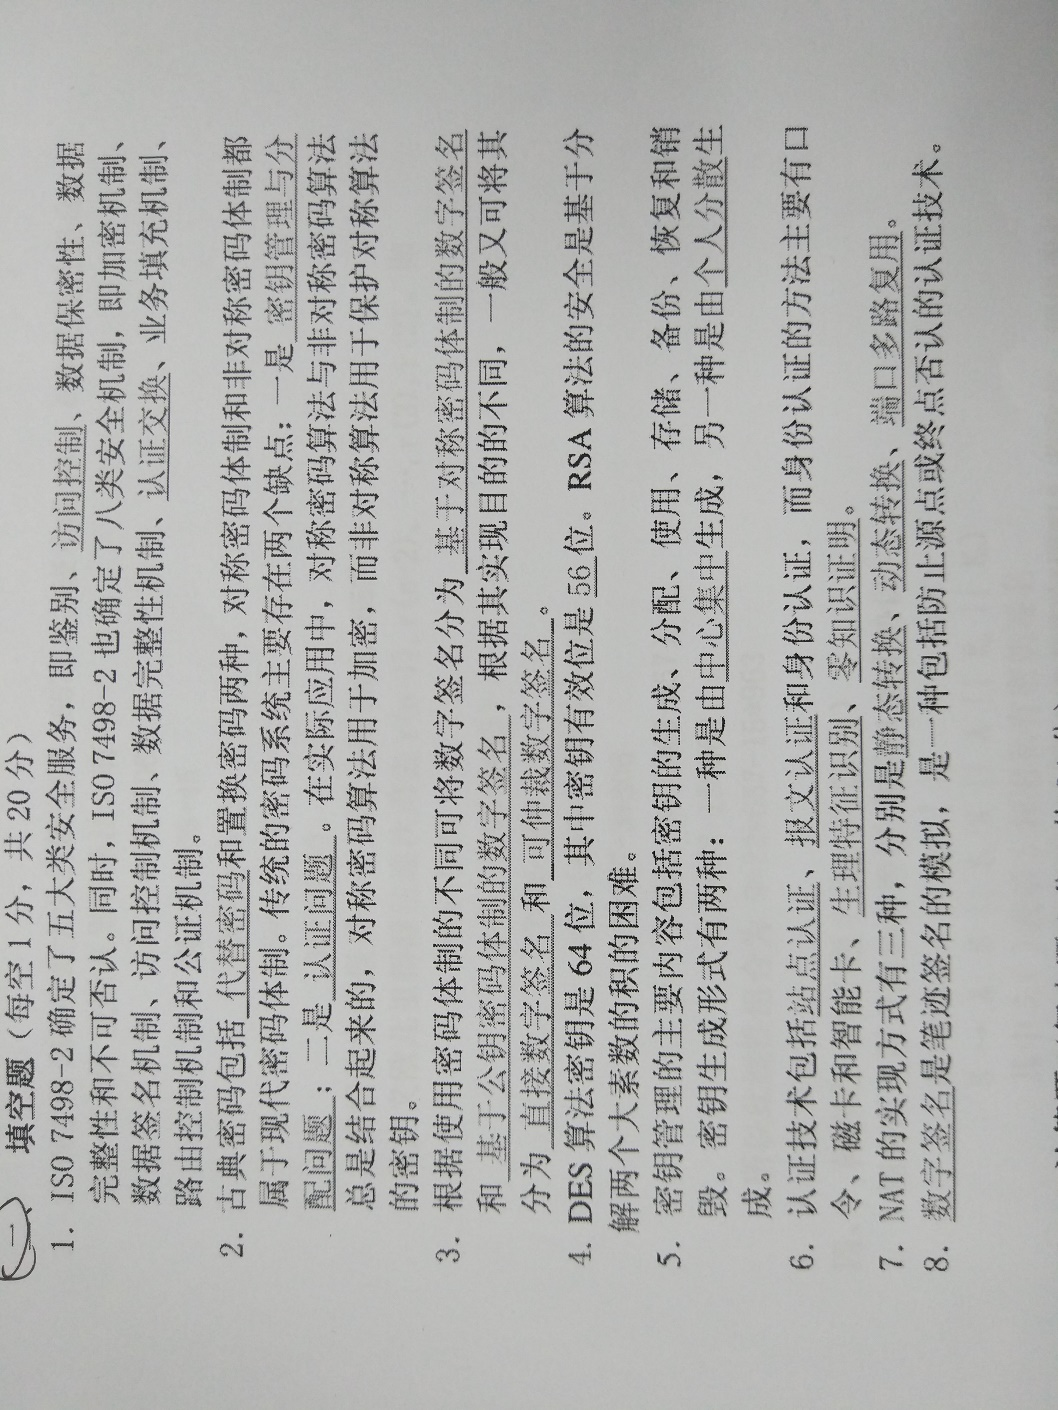 (一)
填空题（每空 1 分，共 20 分）
1. ISO 7498-2 确定了五大类安全服务，即鉴别、访问控制、数据保密性、数据
完整性和不可否认。同时，ISO 7498-2 也确定了八类安全机制，即加密机制、
数据签名机制、访问控制机制、数据完整性机制、认证交换、业务填充机制、
路由控制机制和公证机制。
2. 古典密码包括 代替密码和置换密码两种，对称密码体制和非对称密码体制都
属于现代密码体制。传统的密码系统主要存在两个缺点：一是 密钥管理与分
配问题 ；二是 认证问题 。在实际应用中，对称密码算法与非对称密码算法
总是结合起来的，对称密码算法用于加密，而非对称算法用于保护对称算法
的密钥。
3. 根据使用密码体制的不同可将数字签名分为 基于对称密码体制的数字签名
和 基于公钥密码体制的数字签名 ，根据其实现目的的不同，一般又可将其
分为 直接数字签名 和 可仲裁数字签名 。
4. DES 算法密钥是 64 位，其中密钥有效位是 56 位。RSA 算法的安全是基于分
解两个大素数的积的困难。
5. 密钥管理的主要内容包括密钥的生成、分配、使用、存储、备份、恢复和销
毁。密钥生成形式有两种：一种是由中心集中生成，另一种是由个人分散生
成。
6. 认证技术包括站点认证、报文认证和身份认证，而身份认证的方法主要有口
令、磁卡和智能卡、生理特征识别、零知识证明。
7. NAT 的实现方式有三种，分别是静态转换、动态转换、端口多路复用。
8. 数字签名是笔迹签名的模拟，是一种包括防止源点或终点否认的认证技术。